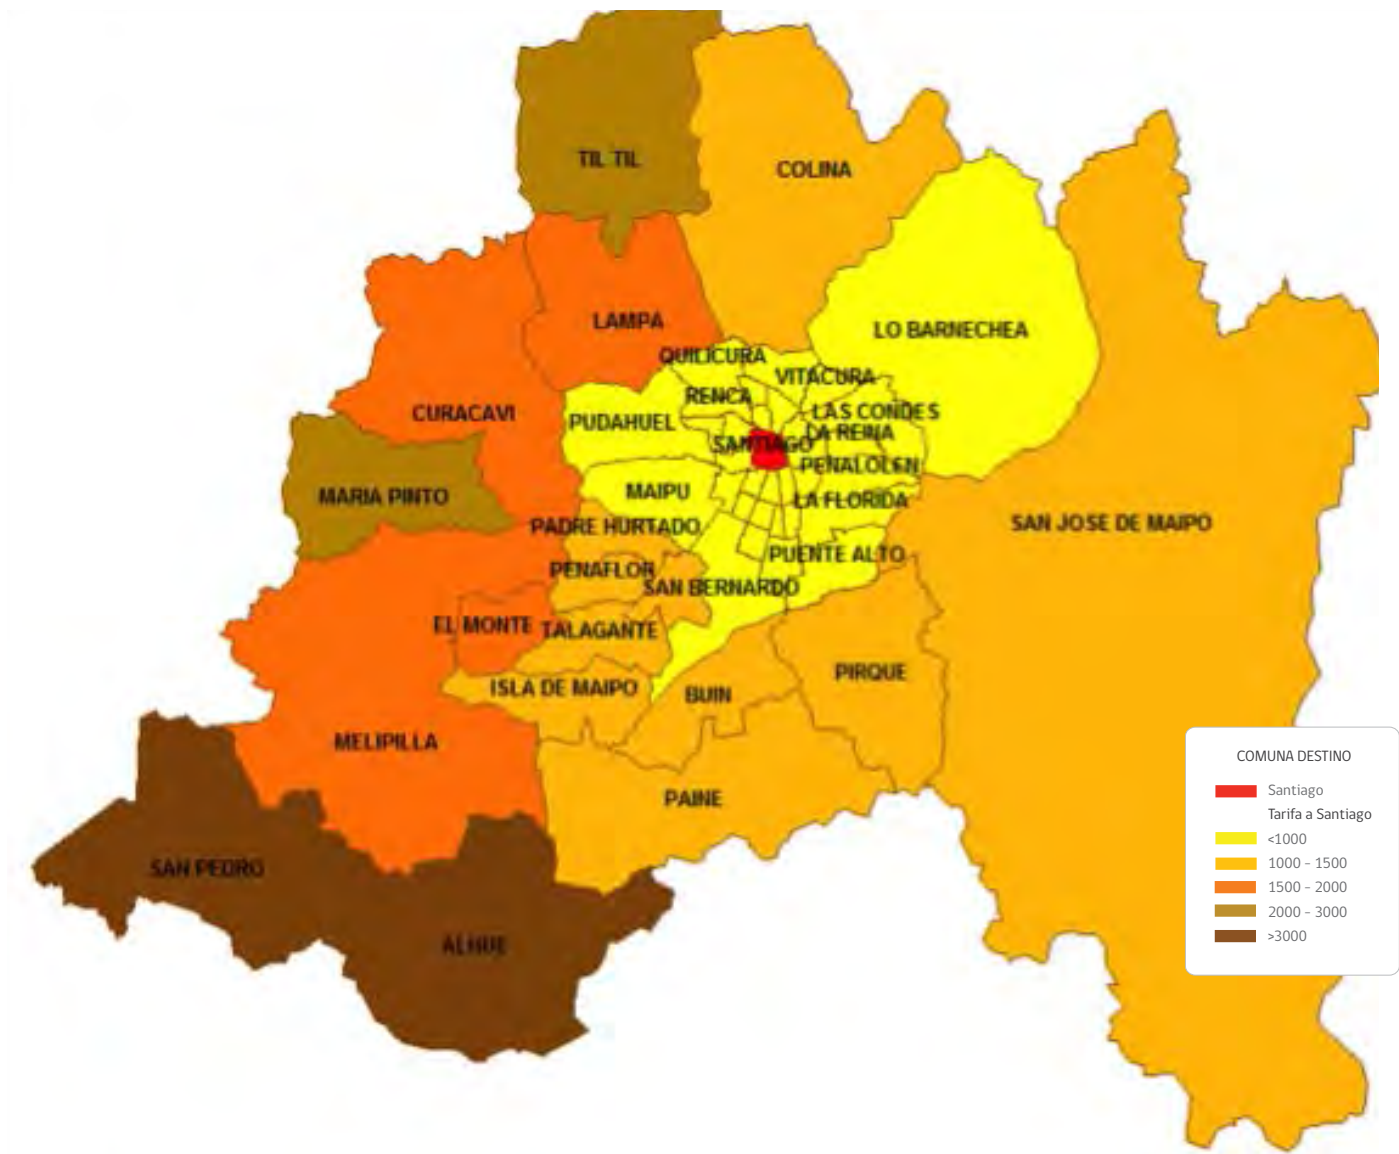 TIL TIL
COLINA
LAMPA
LO BARNECHEA
QUILICURA
VITACURA
RENCA
CURACAVI
LAS CONDES
PUDAHUEL
LA REINA
SANTIAGO
PEÑALOLEN
MARIA PINTO
MAIPU
LA FLORIDA
PADRE HURTADO
SAN JOSE DE MAIPO
PUENTE ALTO
PEÑAFLOR
SAN BERNARDO
EL MONTE
TALAGANTE
PIRQUE
ISLA DE MAIPO
BUIN
MELIPILLA
PAINE
SAN PEDRO
ALHUE
COMUNA DESTINO
Santiago
Tarifa a Santiago
<1000
1000 - 1500
1500 - 2000
2000 - 3000
>3000